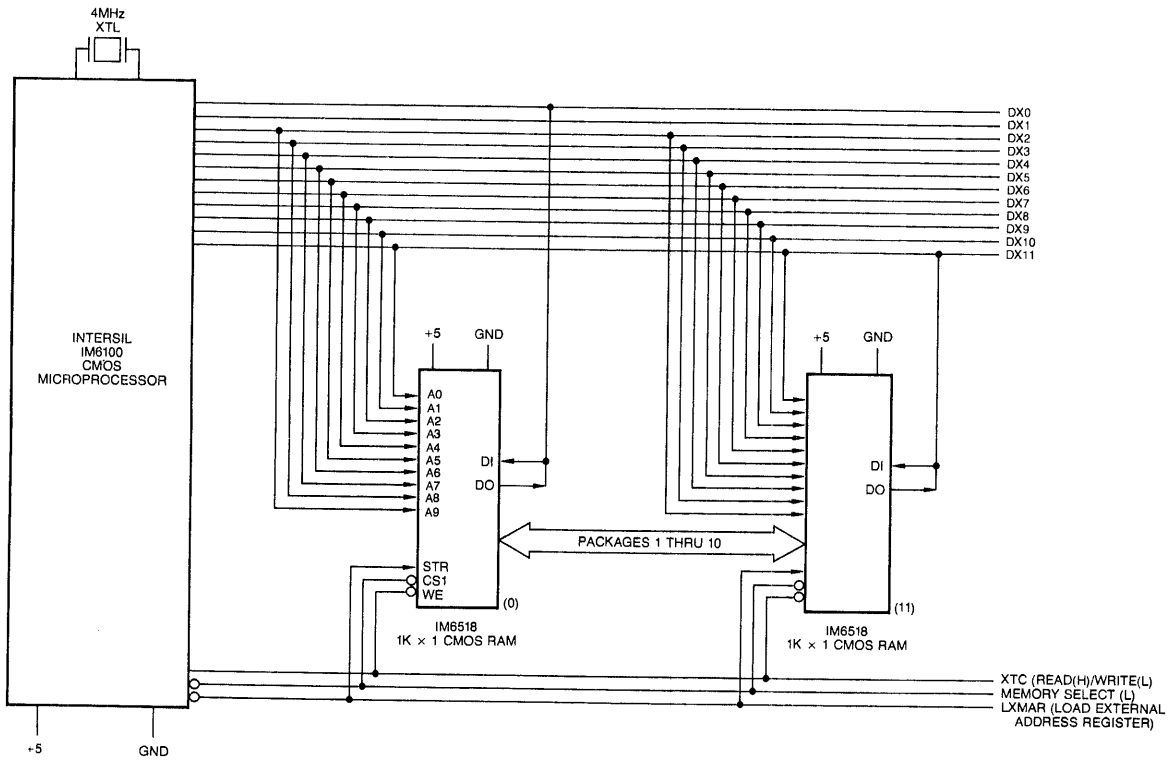 4MHz
XTL
DX0
DX1
DX2
DX3
DX4
DX5
DX6
DX7
DX8
DX9
DX10
DX11
INTERSIL
IM6100
CMOS
MICROPROCESSOR
+5
GND
A0
A1
A2
A3
A4
A5
A6
A7
A8
A9
DI
DO
STR
CS1
WE
(0)
IM6518
1K × 1 CMOS RAM
PACKAGES 1 THRU 10
+5
GND
DI
DO
(11)
IM6518
1K × 1 CMOS RAM
XTC (READ(H)/WRITE(L)
MEMORY SELECT (L)
LXMAR (LOAD EXTERNAL
ADDRESS REGISTER)
+5
GND